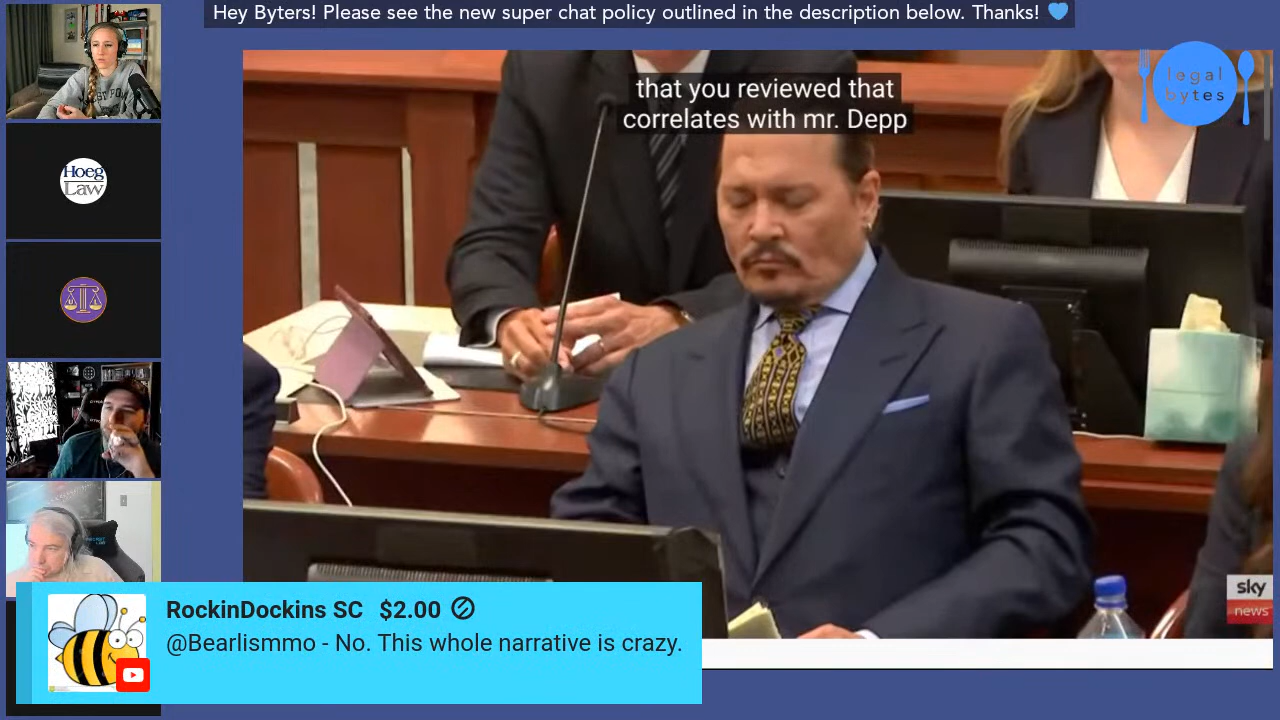 Hey Byters! Please see the new super chat policy outlined in the description below. Thanks!
legal
bytes
that you reviewed that
correlates with mr. Depp
Hoeg
Law
sky
news
RockinDockins SC $2.00
@Bearlismmo - No. This whole narrative is crazy.